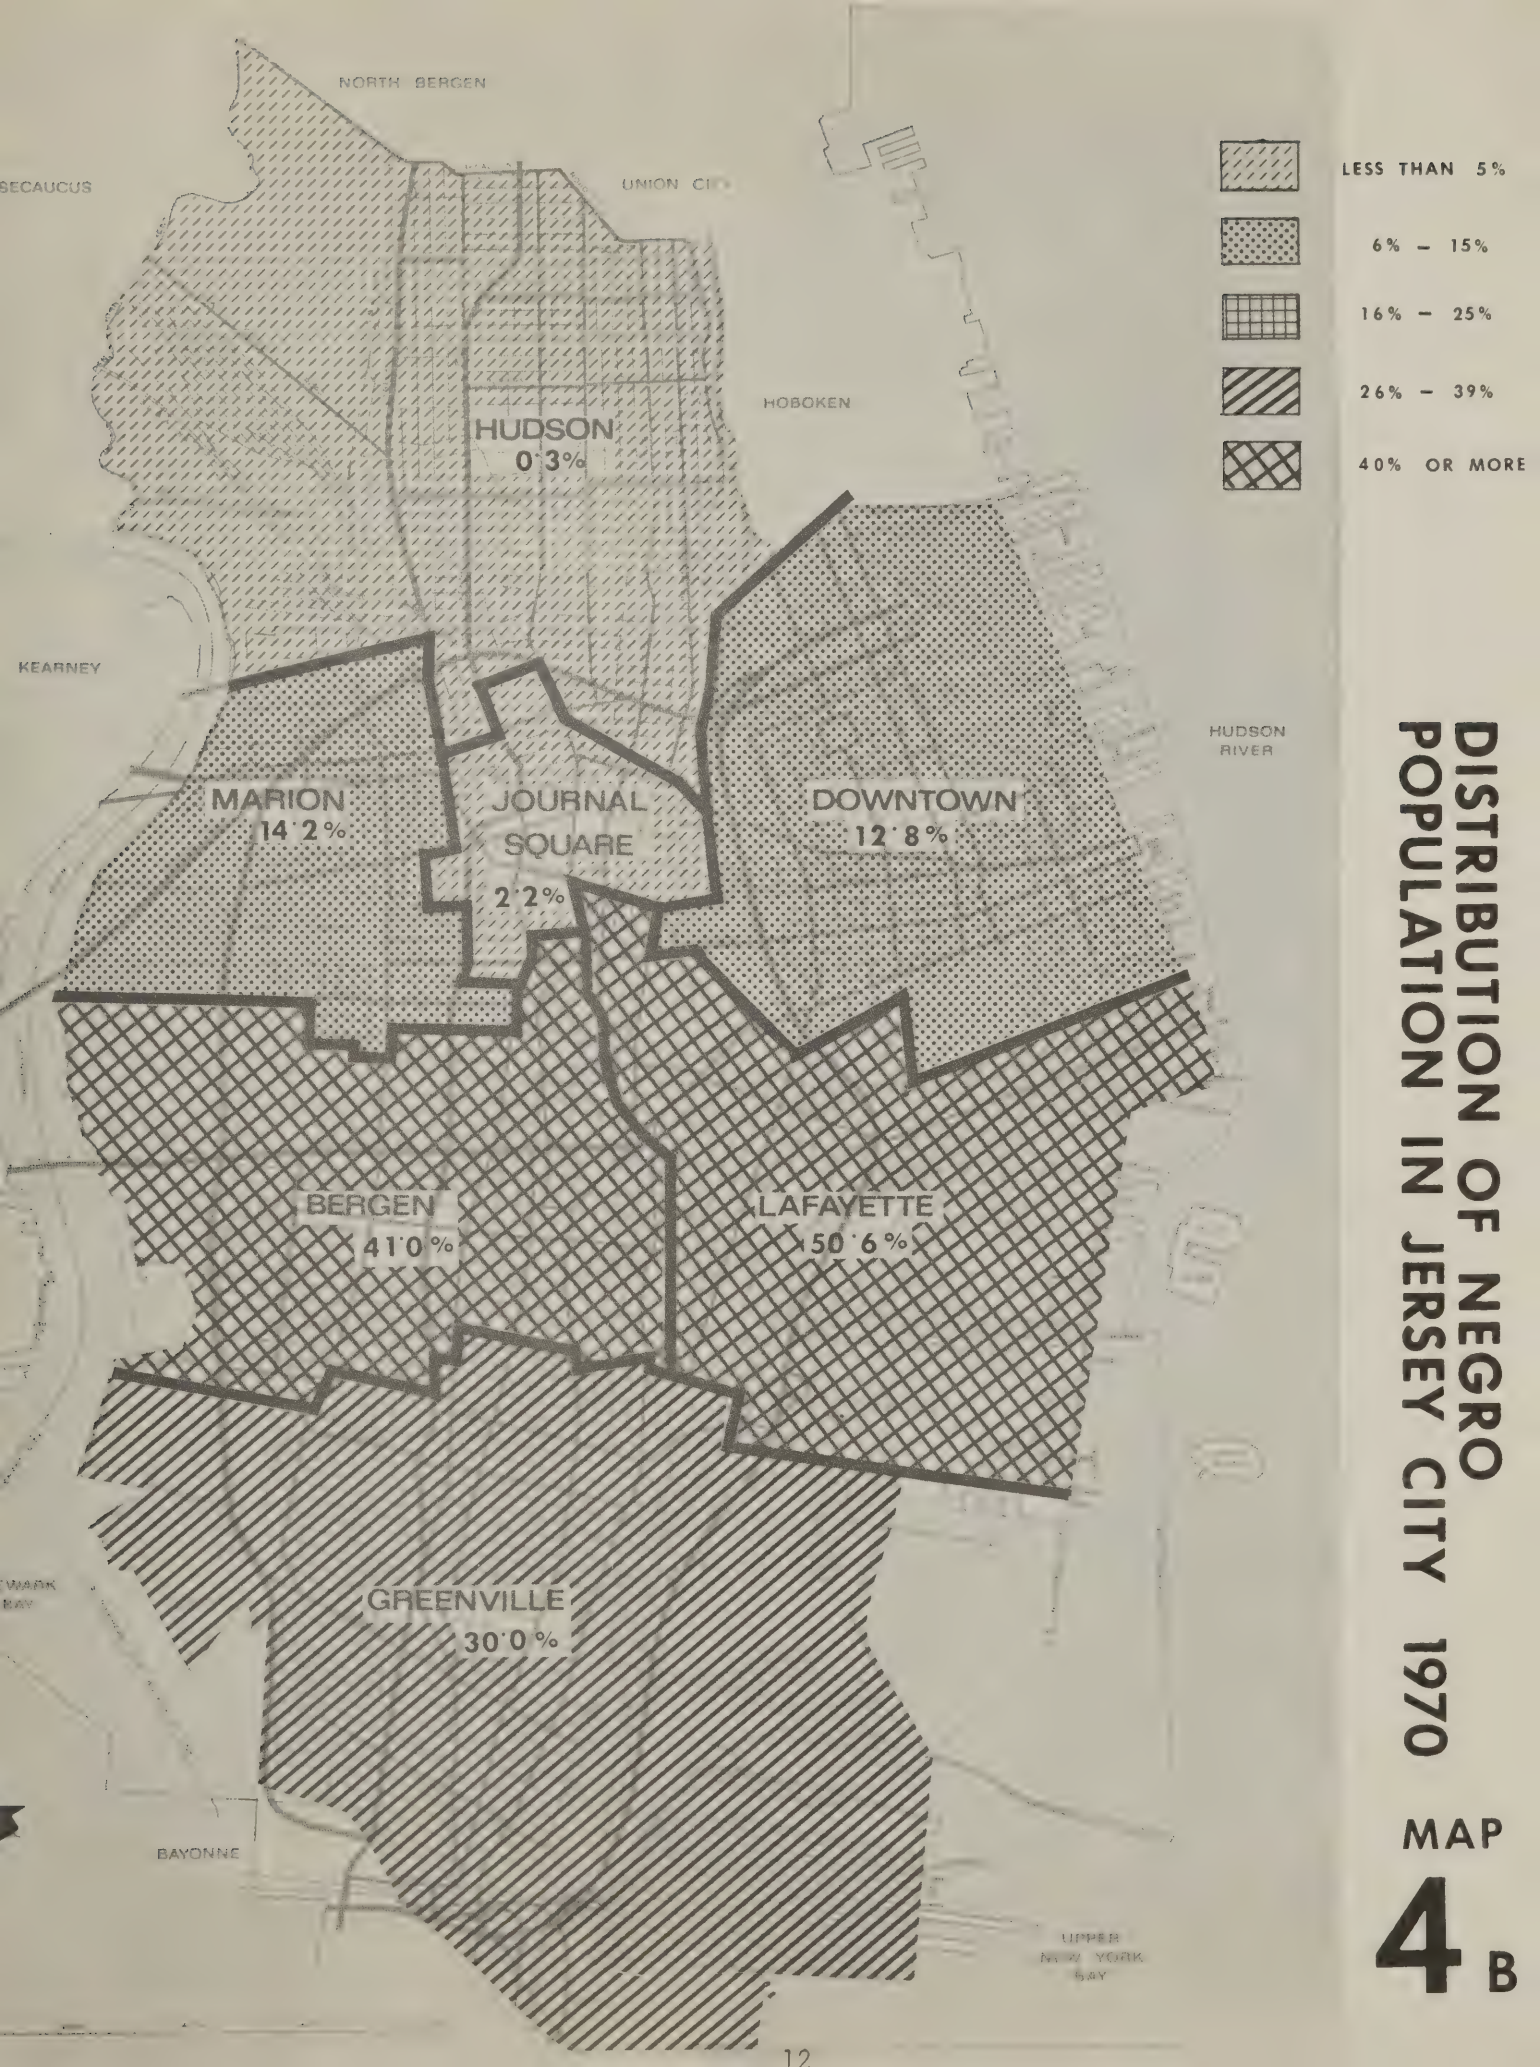 NORTH BERGEN
SECAUCUS
UNION CITY
HOBOKEN
HUDSON
0.3%
KEARNEY
HUDSON
RIVER
MARION
14.2%
JOURNAL
SQUARE
2.2%
DOWNTOWN
12.8%
BERGEN
41.0%
LAFAYETTE
50.6%
GREENVILLE
30.0%
EWARK
BAY
BAYONNE
UPPER
NEW YORK
BAY
LESS THAN 5%
6% – 15%
16% – 25%
26% – 39%
40% OR MORE
DISTRIBUTION OF NEGRO
POPULATION IN JERSEY CITY 1970
MAP
4 B
12